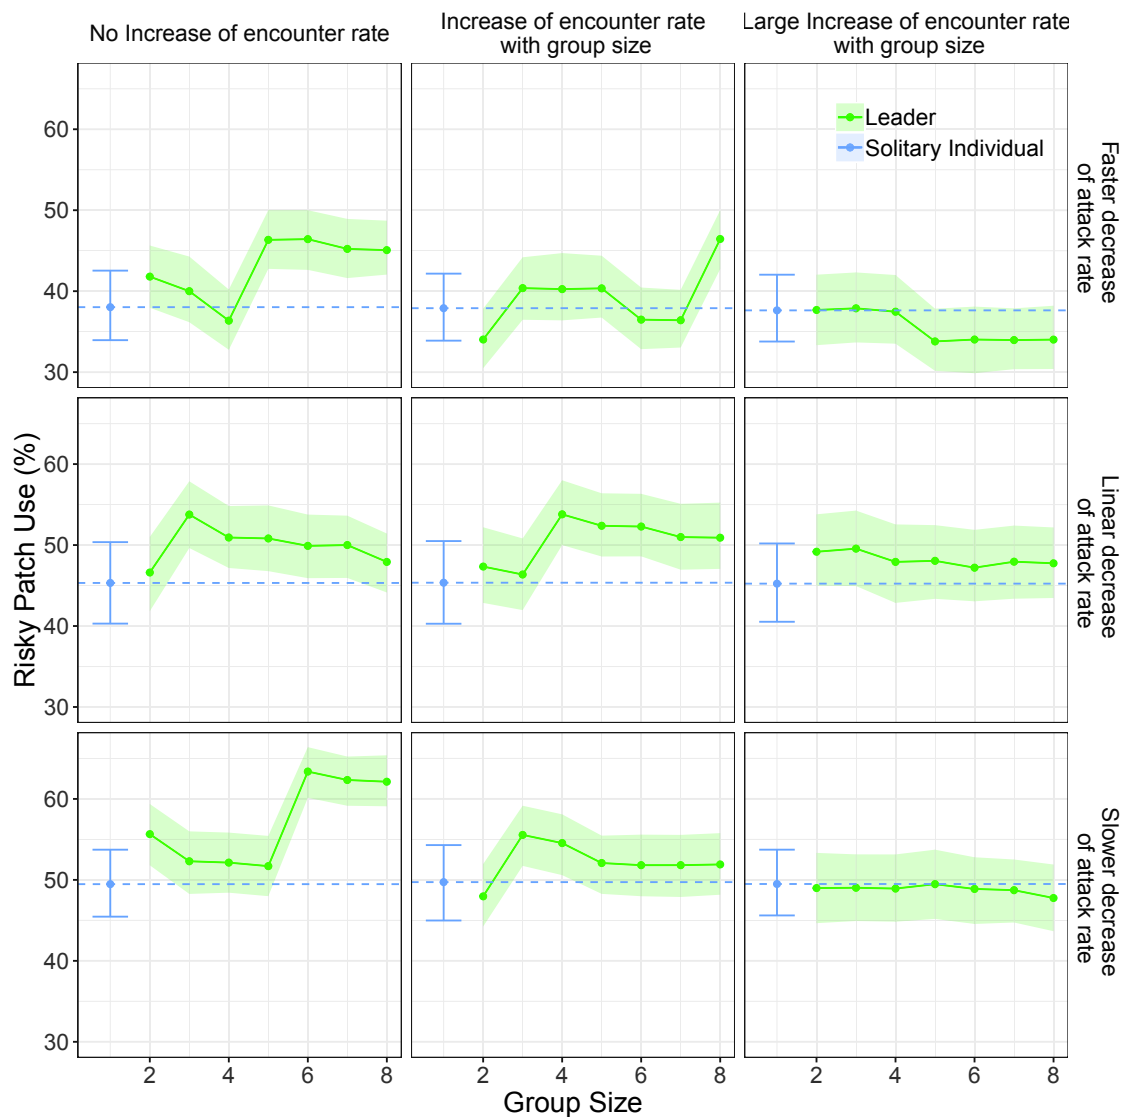 No Increase of encounter rate
Increase of encounter rate
with group size
Large Increase of encounter rate
with group size
Leader
Solitary Individual
Faster decrease
of attack rate
Linear decrease
of attack rate
Slower decrease
of attack rate
Risky Patch Use (%)
60
50
40
30
60
50
40
30
60
50
40
30
2 4 6 8
2 4 6 8
2 4 6 8
Group Size